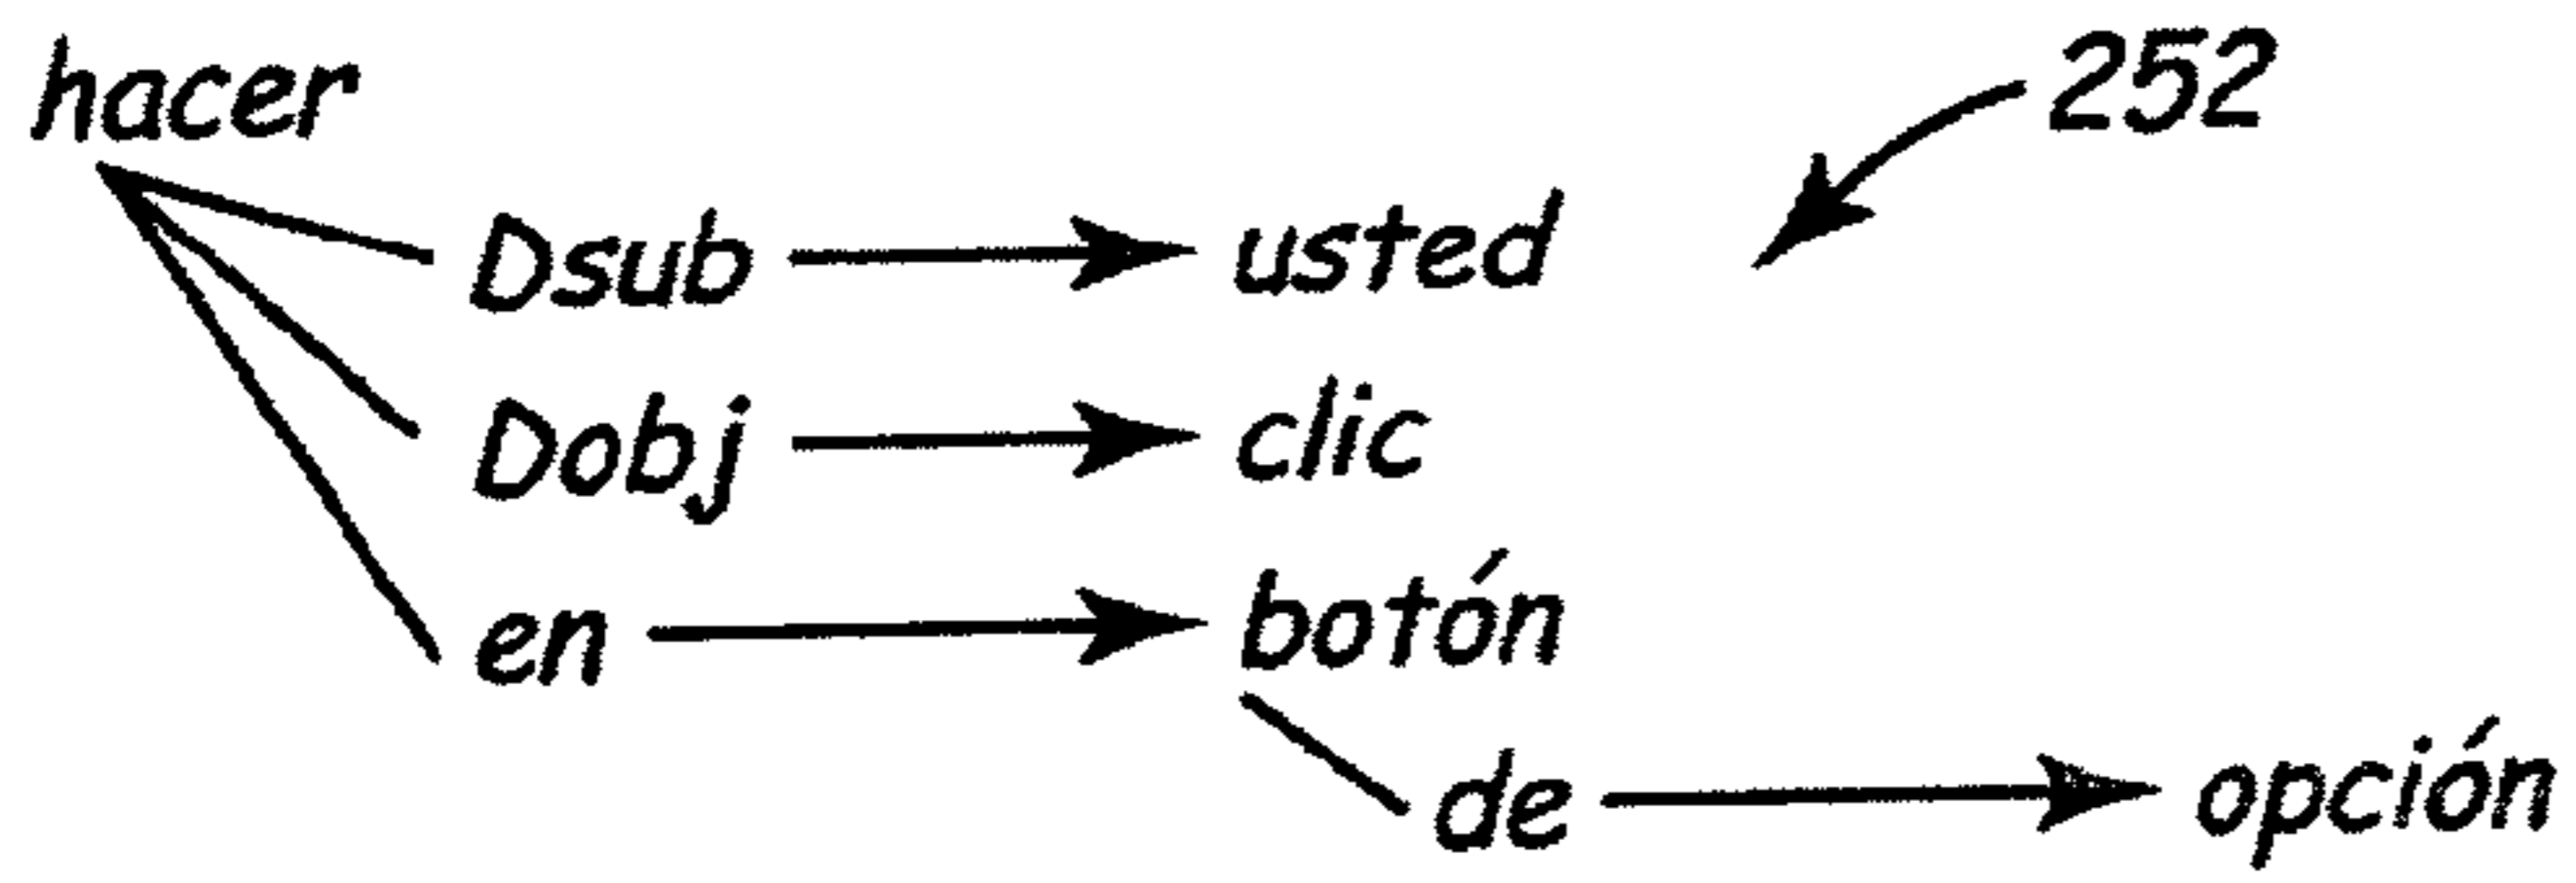 hacer 252
Dsub usted
Dobj clic
en botón
de opción